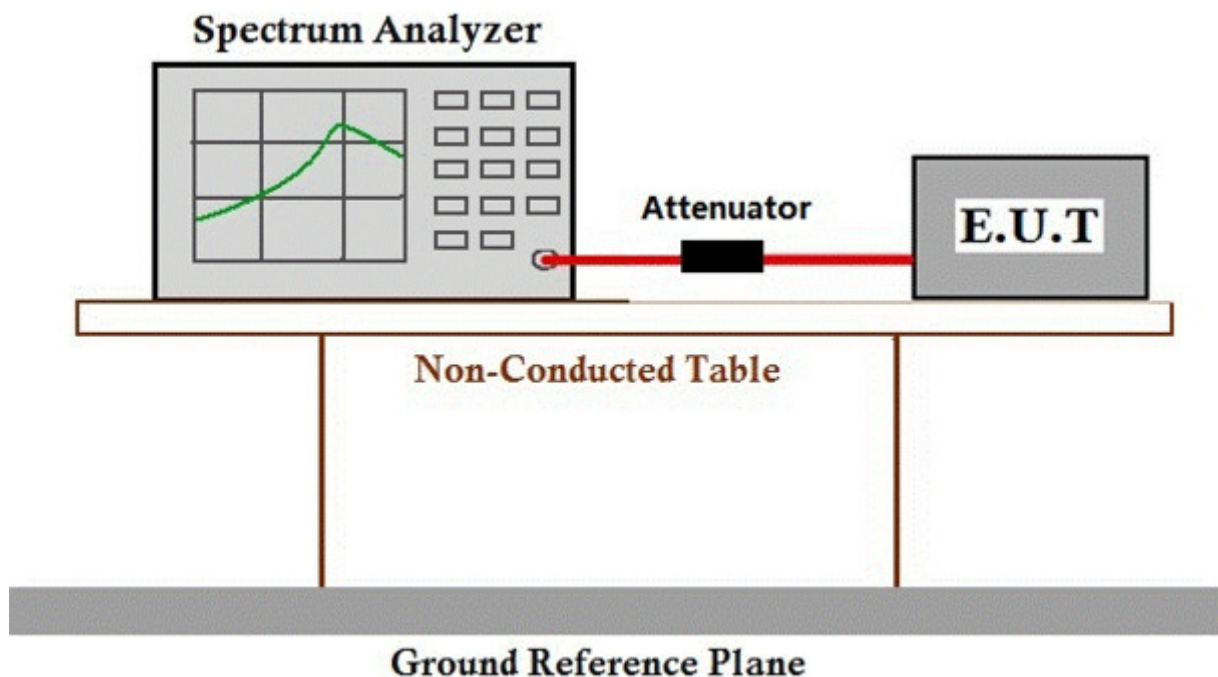 Spectrum Analyzer
Attenuator
E.U.T
Non-Conducted Table
Ground Reference Plane